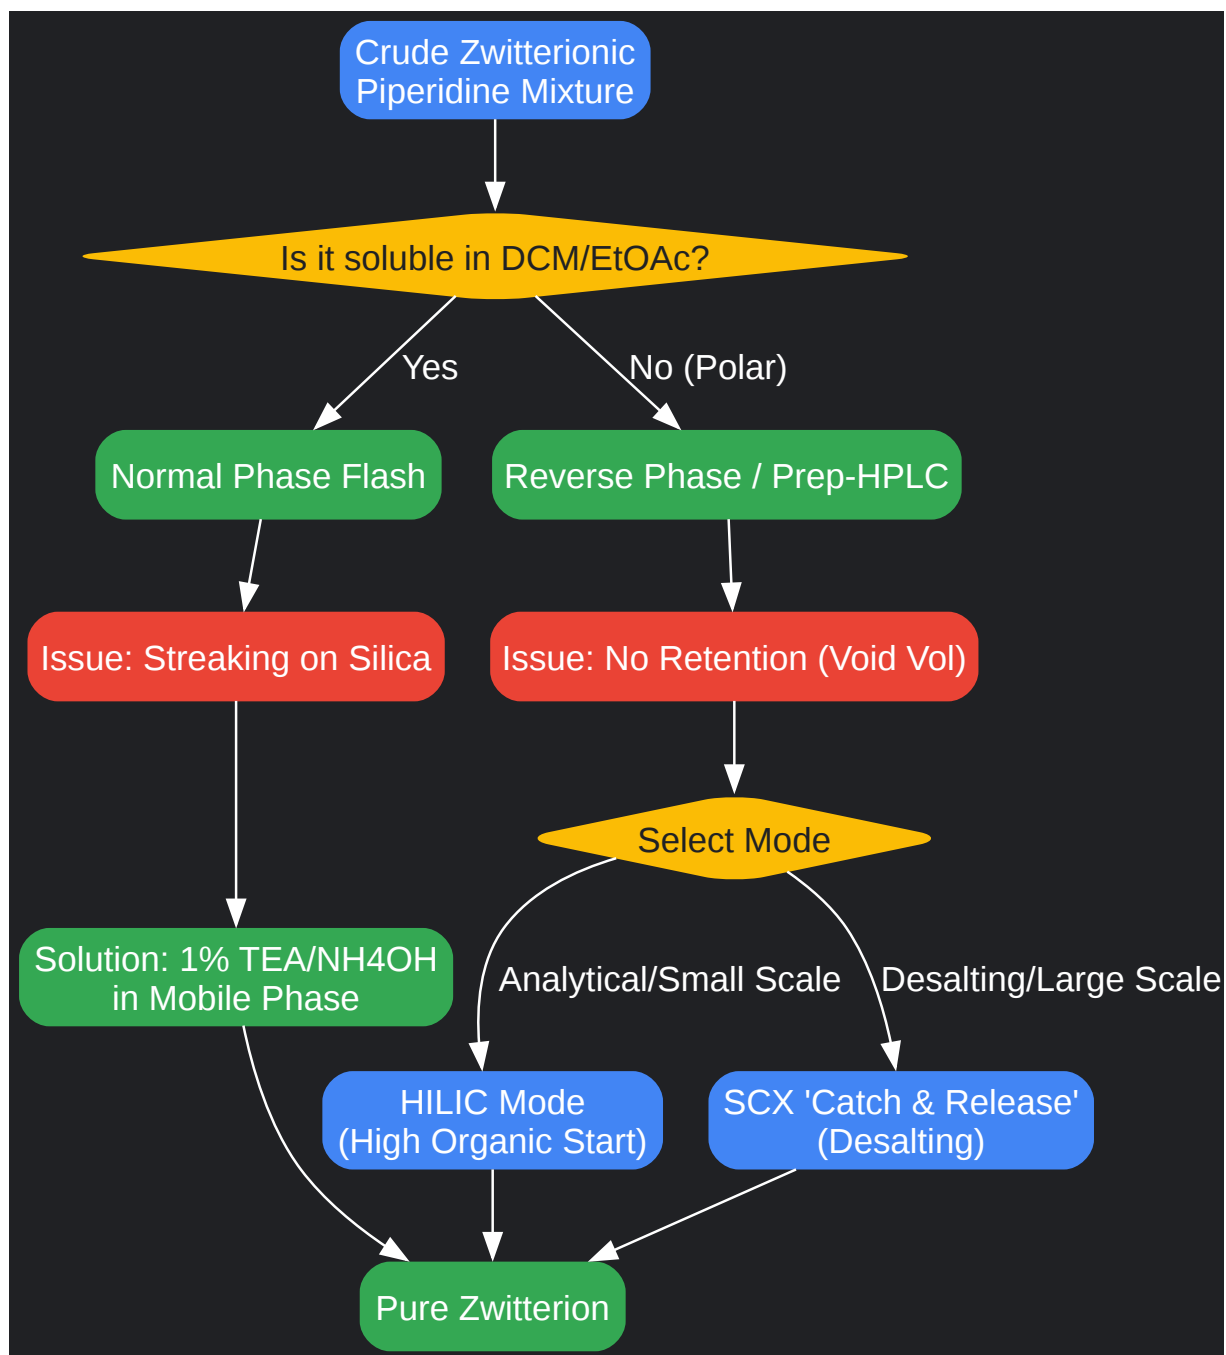 Crude Zwitterionic
Piperidine Mixture
Is it soluble in DCM/EtOAc?
Yes
No (Polar)
Normal Phase Flash
Reverse Phase / Prep-HPLC
Issue: Streaking on Silica
Issue: No Retention (Void Vol)
Select Mode
Solution: 1% TEA/NH4OH
in Mobile Phase
Analytical/Small Scale
Desalting/Large Scale
HILIC Mode
(High Organic Start)
SCX 'Catch & Release'
(Desalting)
Pure Zwitterion